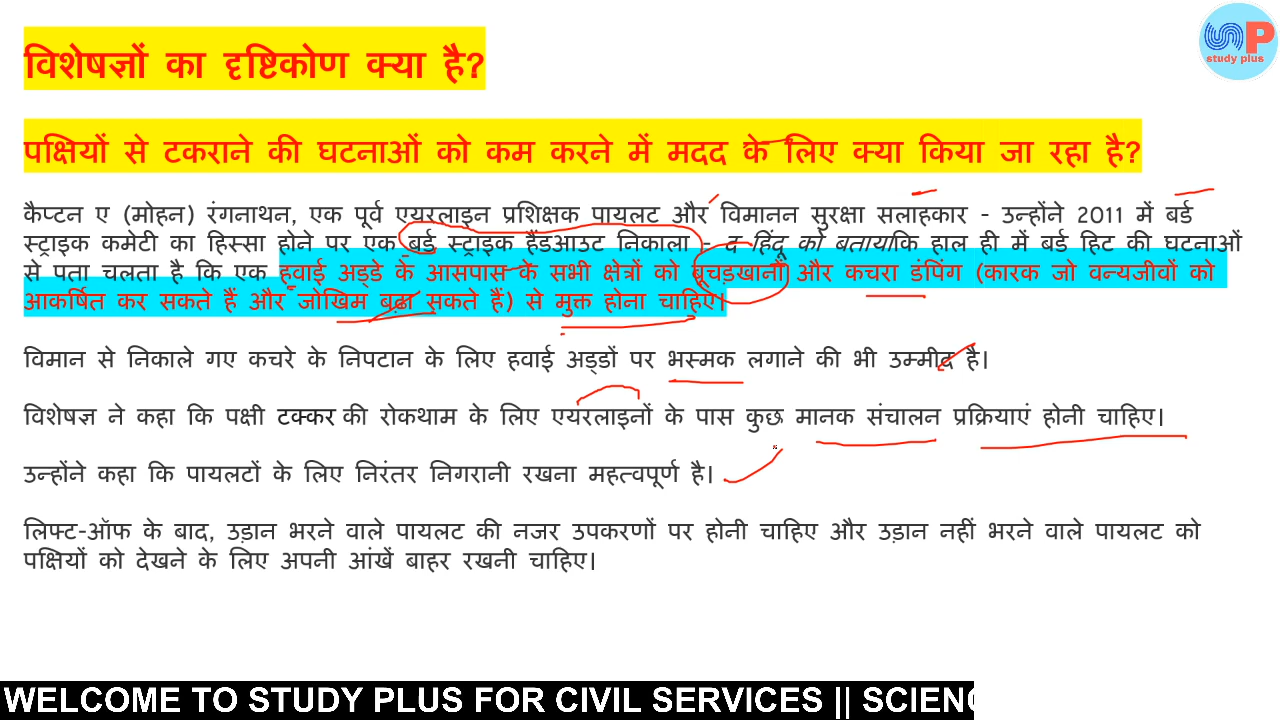 SP
study plus
विशेषज्ञों का दृष्टिकोण क्या है?
पक्षियों से टकराने की घटनाओं को कम करने में मदद के लिए क्या किया जा रहा है?
कैप्टन ए (मोहन) रंगनाथन, एक पूर्व एयरलाइन प्रशिक्षक पायलट और विमानन सुरक्षा सलाहकार - उन्होंने 2011 में बर्ड
स्ट्राइक कमेटी का हिस्सा होने पर एक बर्ड स्ट्राइक हैंडआउट निकाला - द हिंदू को बतायाकि हाल ही में बर्ड हिट की घटनाओं
से पता चलता है कि एक हवाई अड्डे के आसपास के सभी क्षेत्रों को बूचड़खानों और कचरा डंपिंग (कारक जो वन्यजीवों को
आकर्षित कर सकते हैं और जोखिम बढ़ा सकते हैं) से मुक्त होना चाहिए।
विमान से निकाले गए कचरे के निपटान के लिए हवाई अड्डों पर भस्मक लगाने की भी उम्मीद है।
विशेषज्ञ ने कहा कि पक्षी टक्कर की रोकथाम के लिए एयरलाइनों के पास कुछ मानक संचालन प्रक्रियाएं होनी चाहिए।
उन्होंने कहा कि पायलटों के लिए निरंतर निगरानी रखना महत्वपूर्ण है।
लिफ्ट-ऑफ के बाद, उड़ान भरने वाले पायलट की नजर उपकरणों पर होनी चाहिए और उड़ान नहीं भरने वाले पायलट को
पक्षियों को देखने के लिए अपनी आंखें बाहर रखनी चाहिए।
WELCOME TO STUDY PLUS FOR CIVIL SERVICES || SCIENC